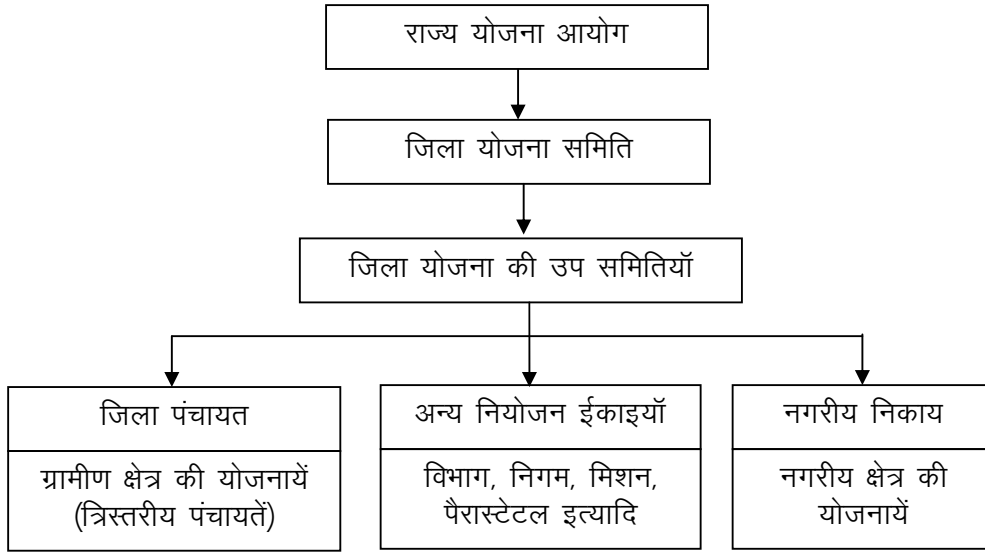 राज्य योजना आयोग
जिला योजना समिति
जिला योजना की उप समितियॉ
जिला पंचायत
ग्रामीण क्षेत्र की योजनायें
(त्रिस्तरीय पंचायतें)
अन्य नियोजन ईकाइयॉ
विभाग, निगम, मिशन,
पैरास्टेटल इत्यादि
नगरीय निकाय
नगरीय क्षेत्र की
योजनायें